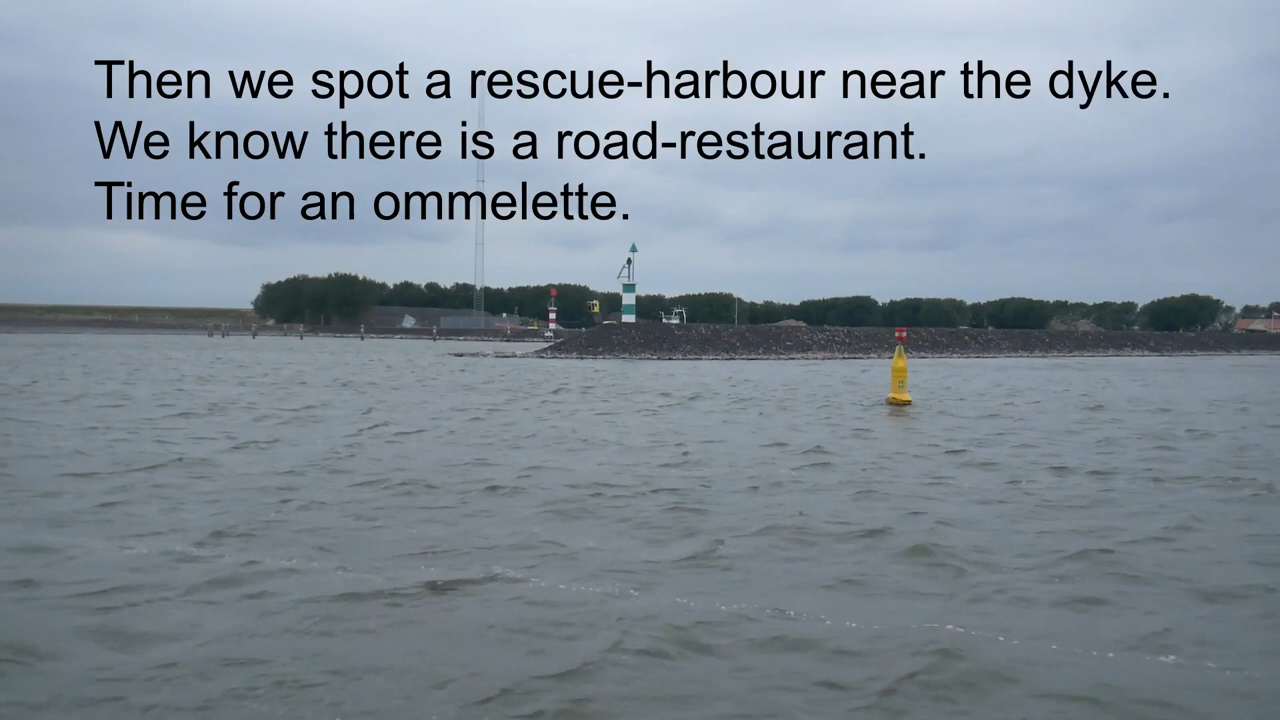 Then we spot a rescue-harbour near the dyke.
We know there is a road-restaurant.
Time for an ommelette.